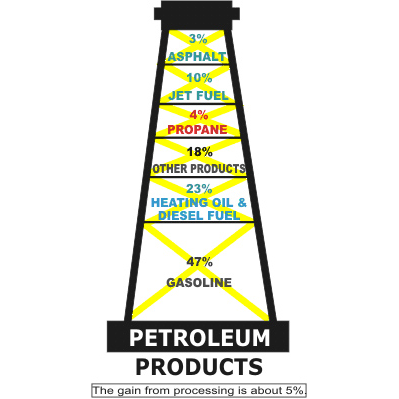 3%
ASPHALT
10%
JET FUEL
4%
PROPANE
18%
OTHER PRODUCTS
23%
HEATING OIL &
DIESEL FUEL
47%
GASOLINE
PETROLEUM
PRODUCTS
The gain from processing is about 5%.